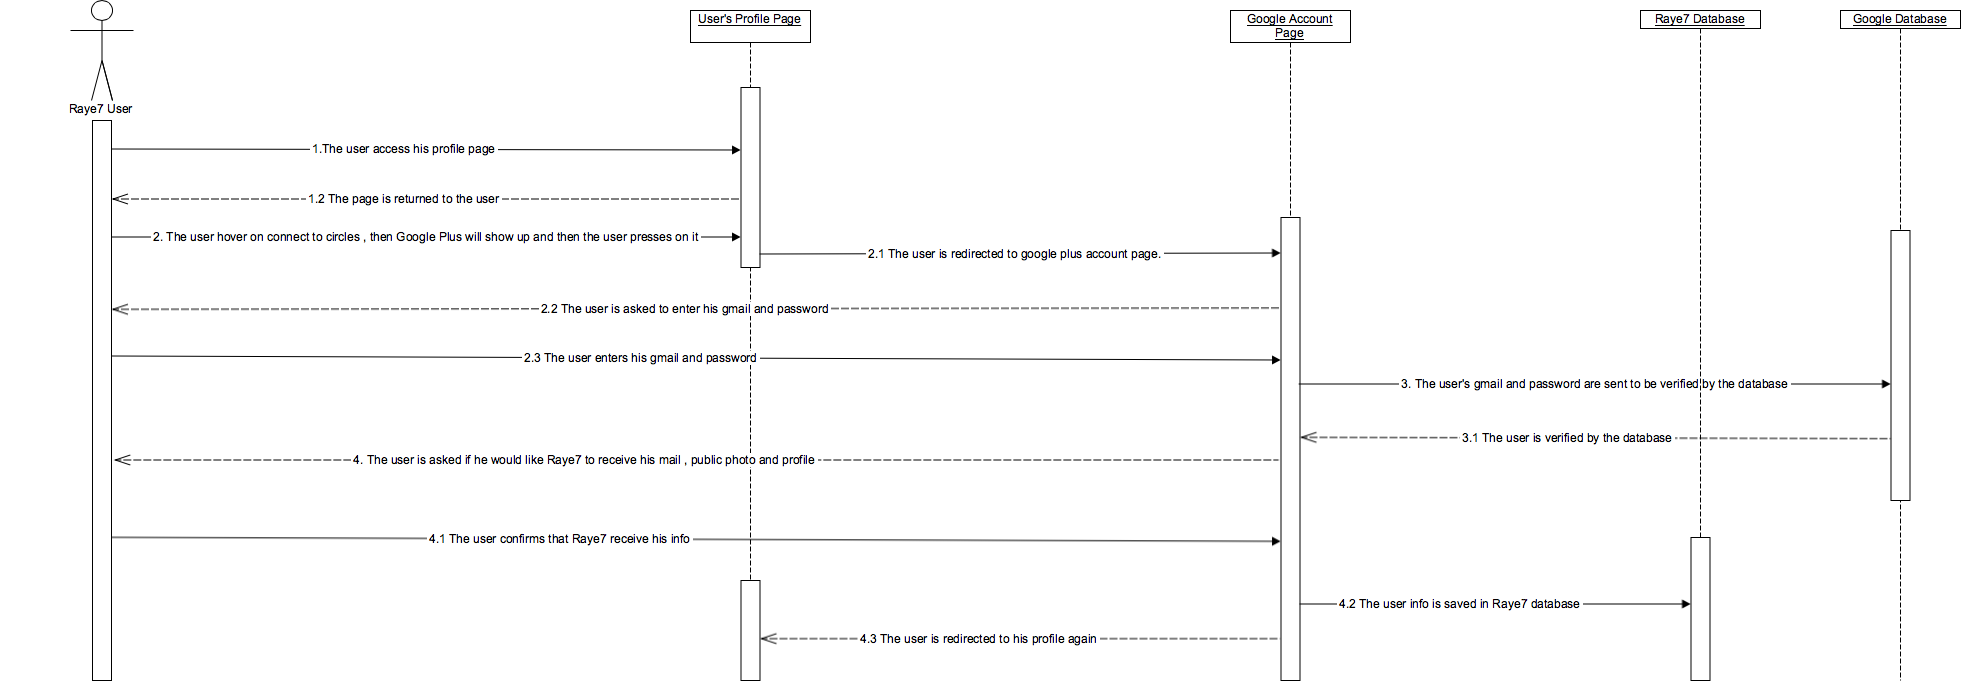 User's Profile Page
Google Account
Page
Raye7 Database
Google Database
Raye7 User
1.The user access his profile page
1.2 The page is returned to the user
2. The user hover on connect to circles , then Google Plus will show up and then the user presses on it
2.1 The user is redirected to google plus account page.
2.2 The user is asked to enter his gmail and password
2.3 The user enters his gmail and password
3. The user's gmail and password are sent to be verified by the database
3.1 The user is verified by the database
4. The user is asked if he would like Raye7 to receive his mail , public photo and profile
4.1 The user confirms that Raye7 receive his info
4.2 The user info is saved in Raye7 database
4.3 The user is redirected to his profile again